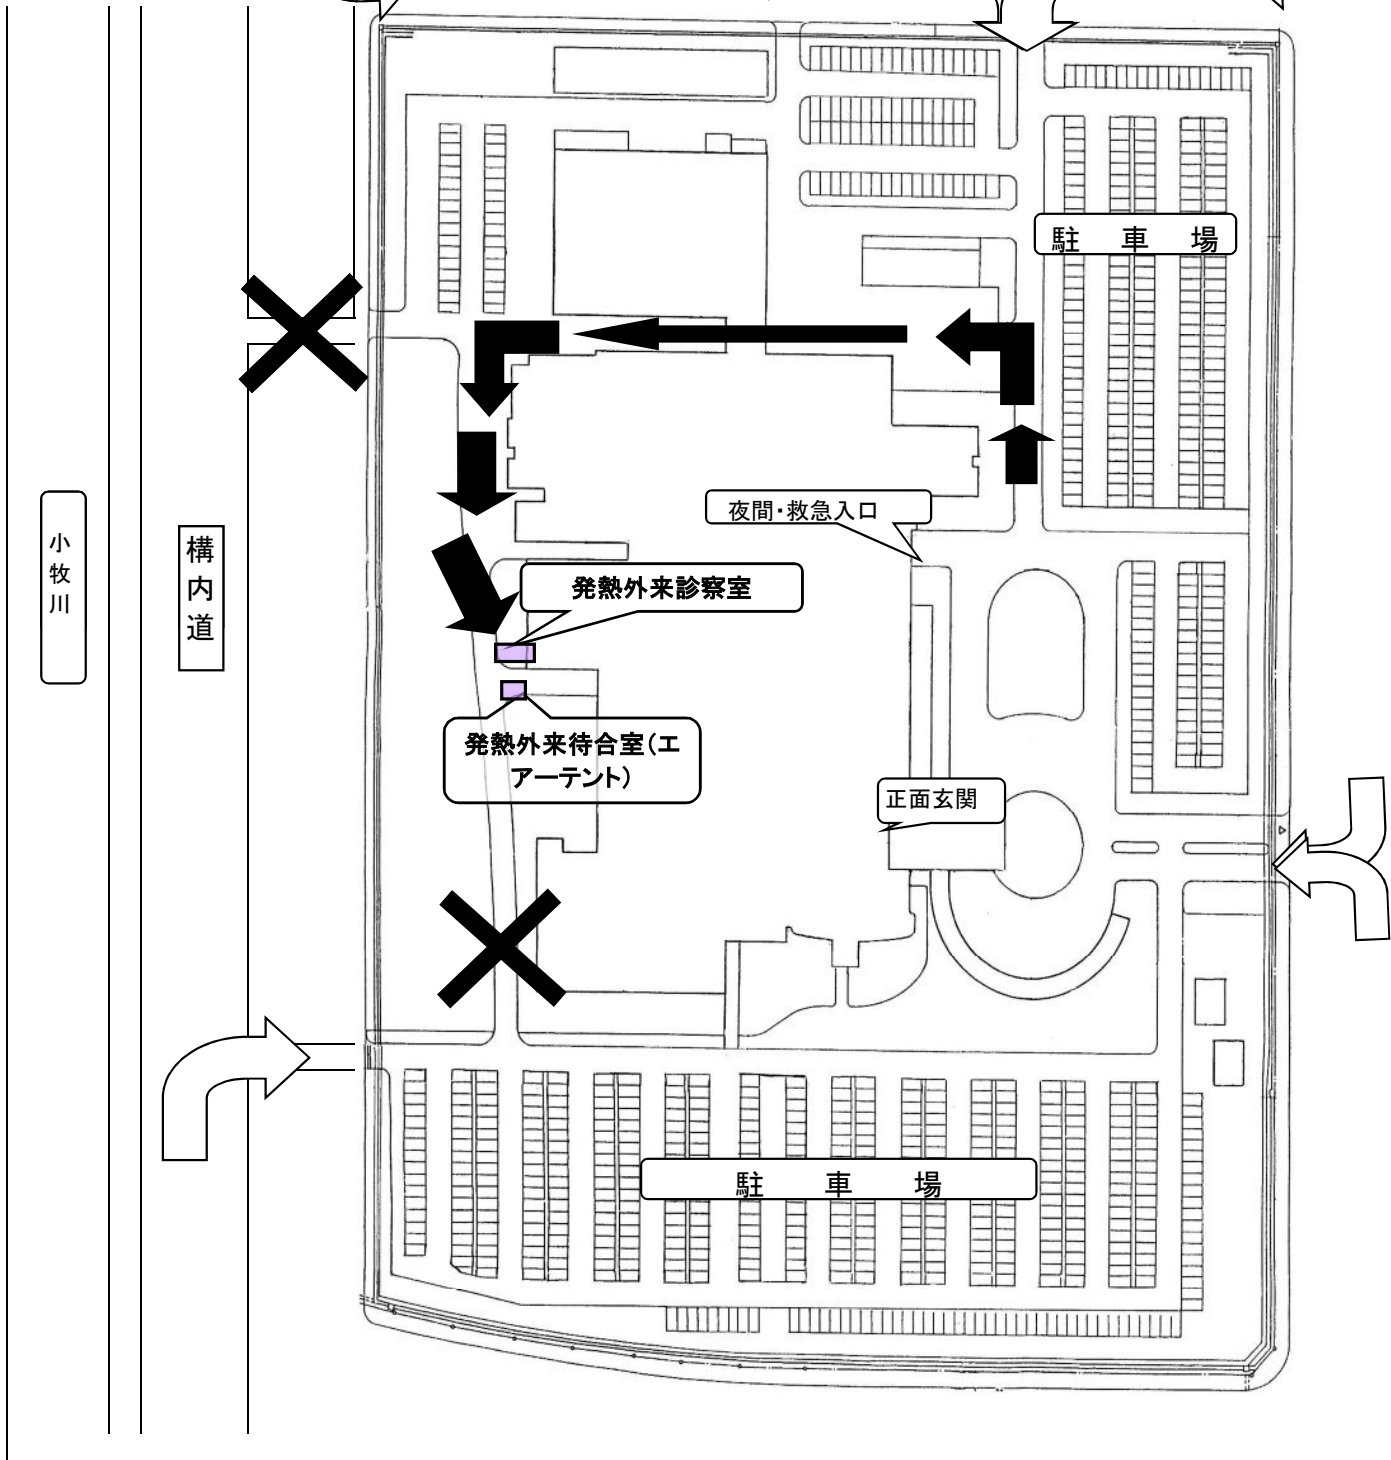 駐車場
夜間・救急入口
小牧川
構内道
発熱外来診察室
発熱外来待合室(エ
アーテント)
正面玄関
駐車場